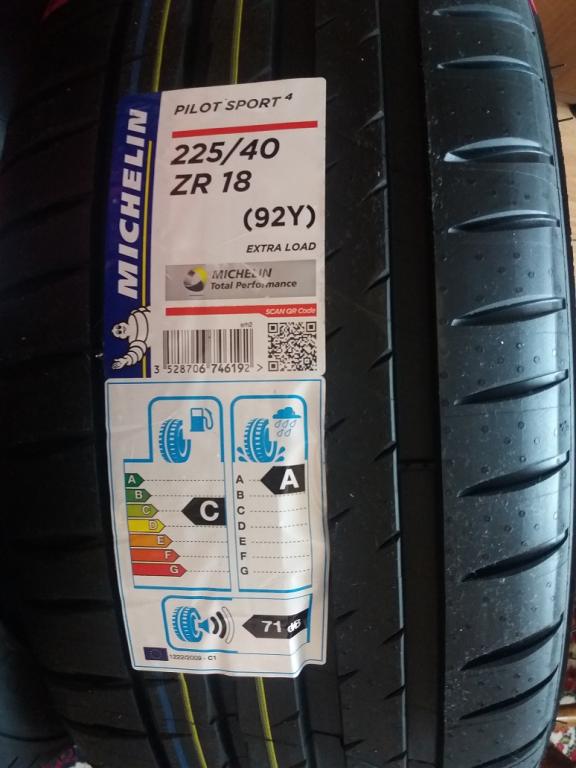 MICHELIN
PILOT SPORT 4
225/40
ZR 18
(92Y)
EXTRA LOAD
MICHELIN
Total Performance
SCAN QR Code
3 528706 746192 >
A
B
C
D
E
F
G
C
A
B
C
D
E
F
G
A
71 dB
1222/2009 - C1